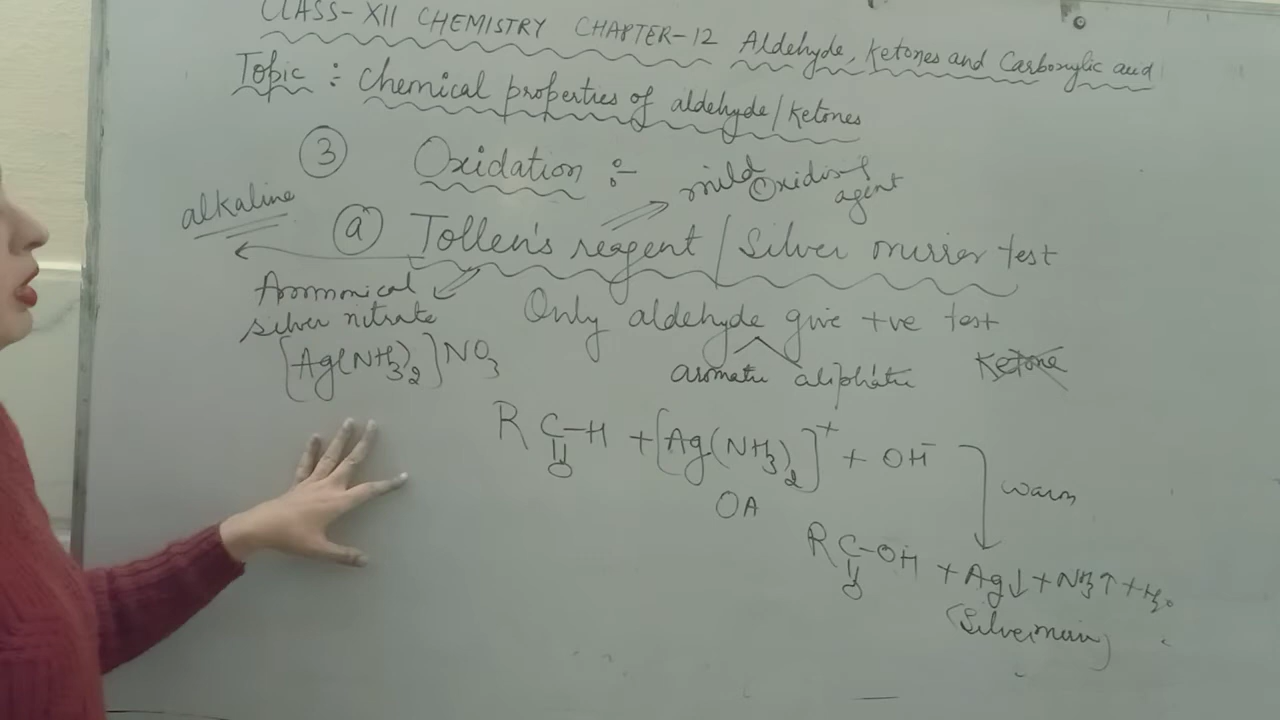 CLASS-XII CHEMISTRY CHAPTER-12 Aldehyde, Ketones and Carboxylic acid
Topic : Chemical properties of aldehyde/Ketones
③ Oxidation :-
mild Oxidising agent
alkaline
ⓐ Tollen's reagent / Silver mirror test
Ammonical
silver nitrate
[Ag(NH3)2]NO3
Only aldehyde give +ve test
aromatic aliphatic
Ketone
R C-H + [Ag(NH3)2]+ + OH-
O
OA
warm
R C-OH + Ag↓ + NH3↑ + H2O
O